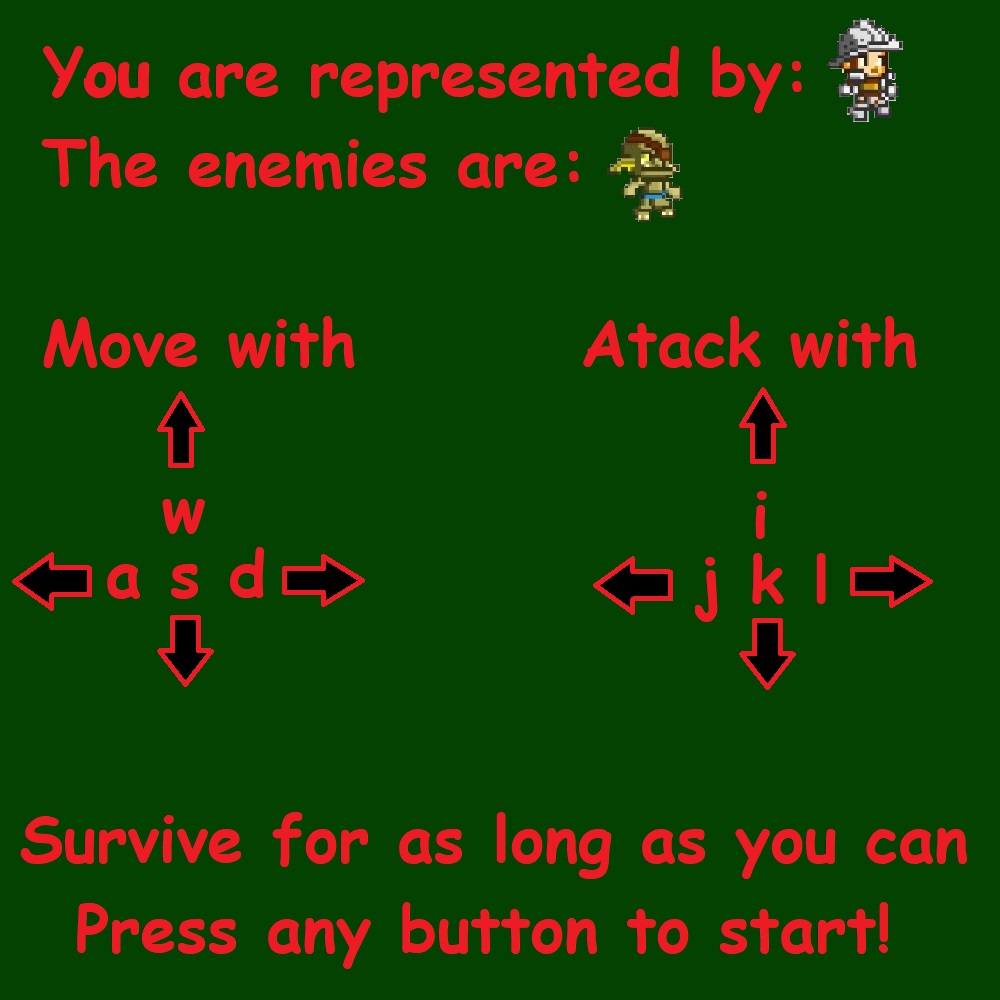 You are represented by:
The enemies are:
Move with
Atack with
w
a s d
i
j k l
Survive for as long as you can
Press any button to start!